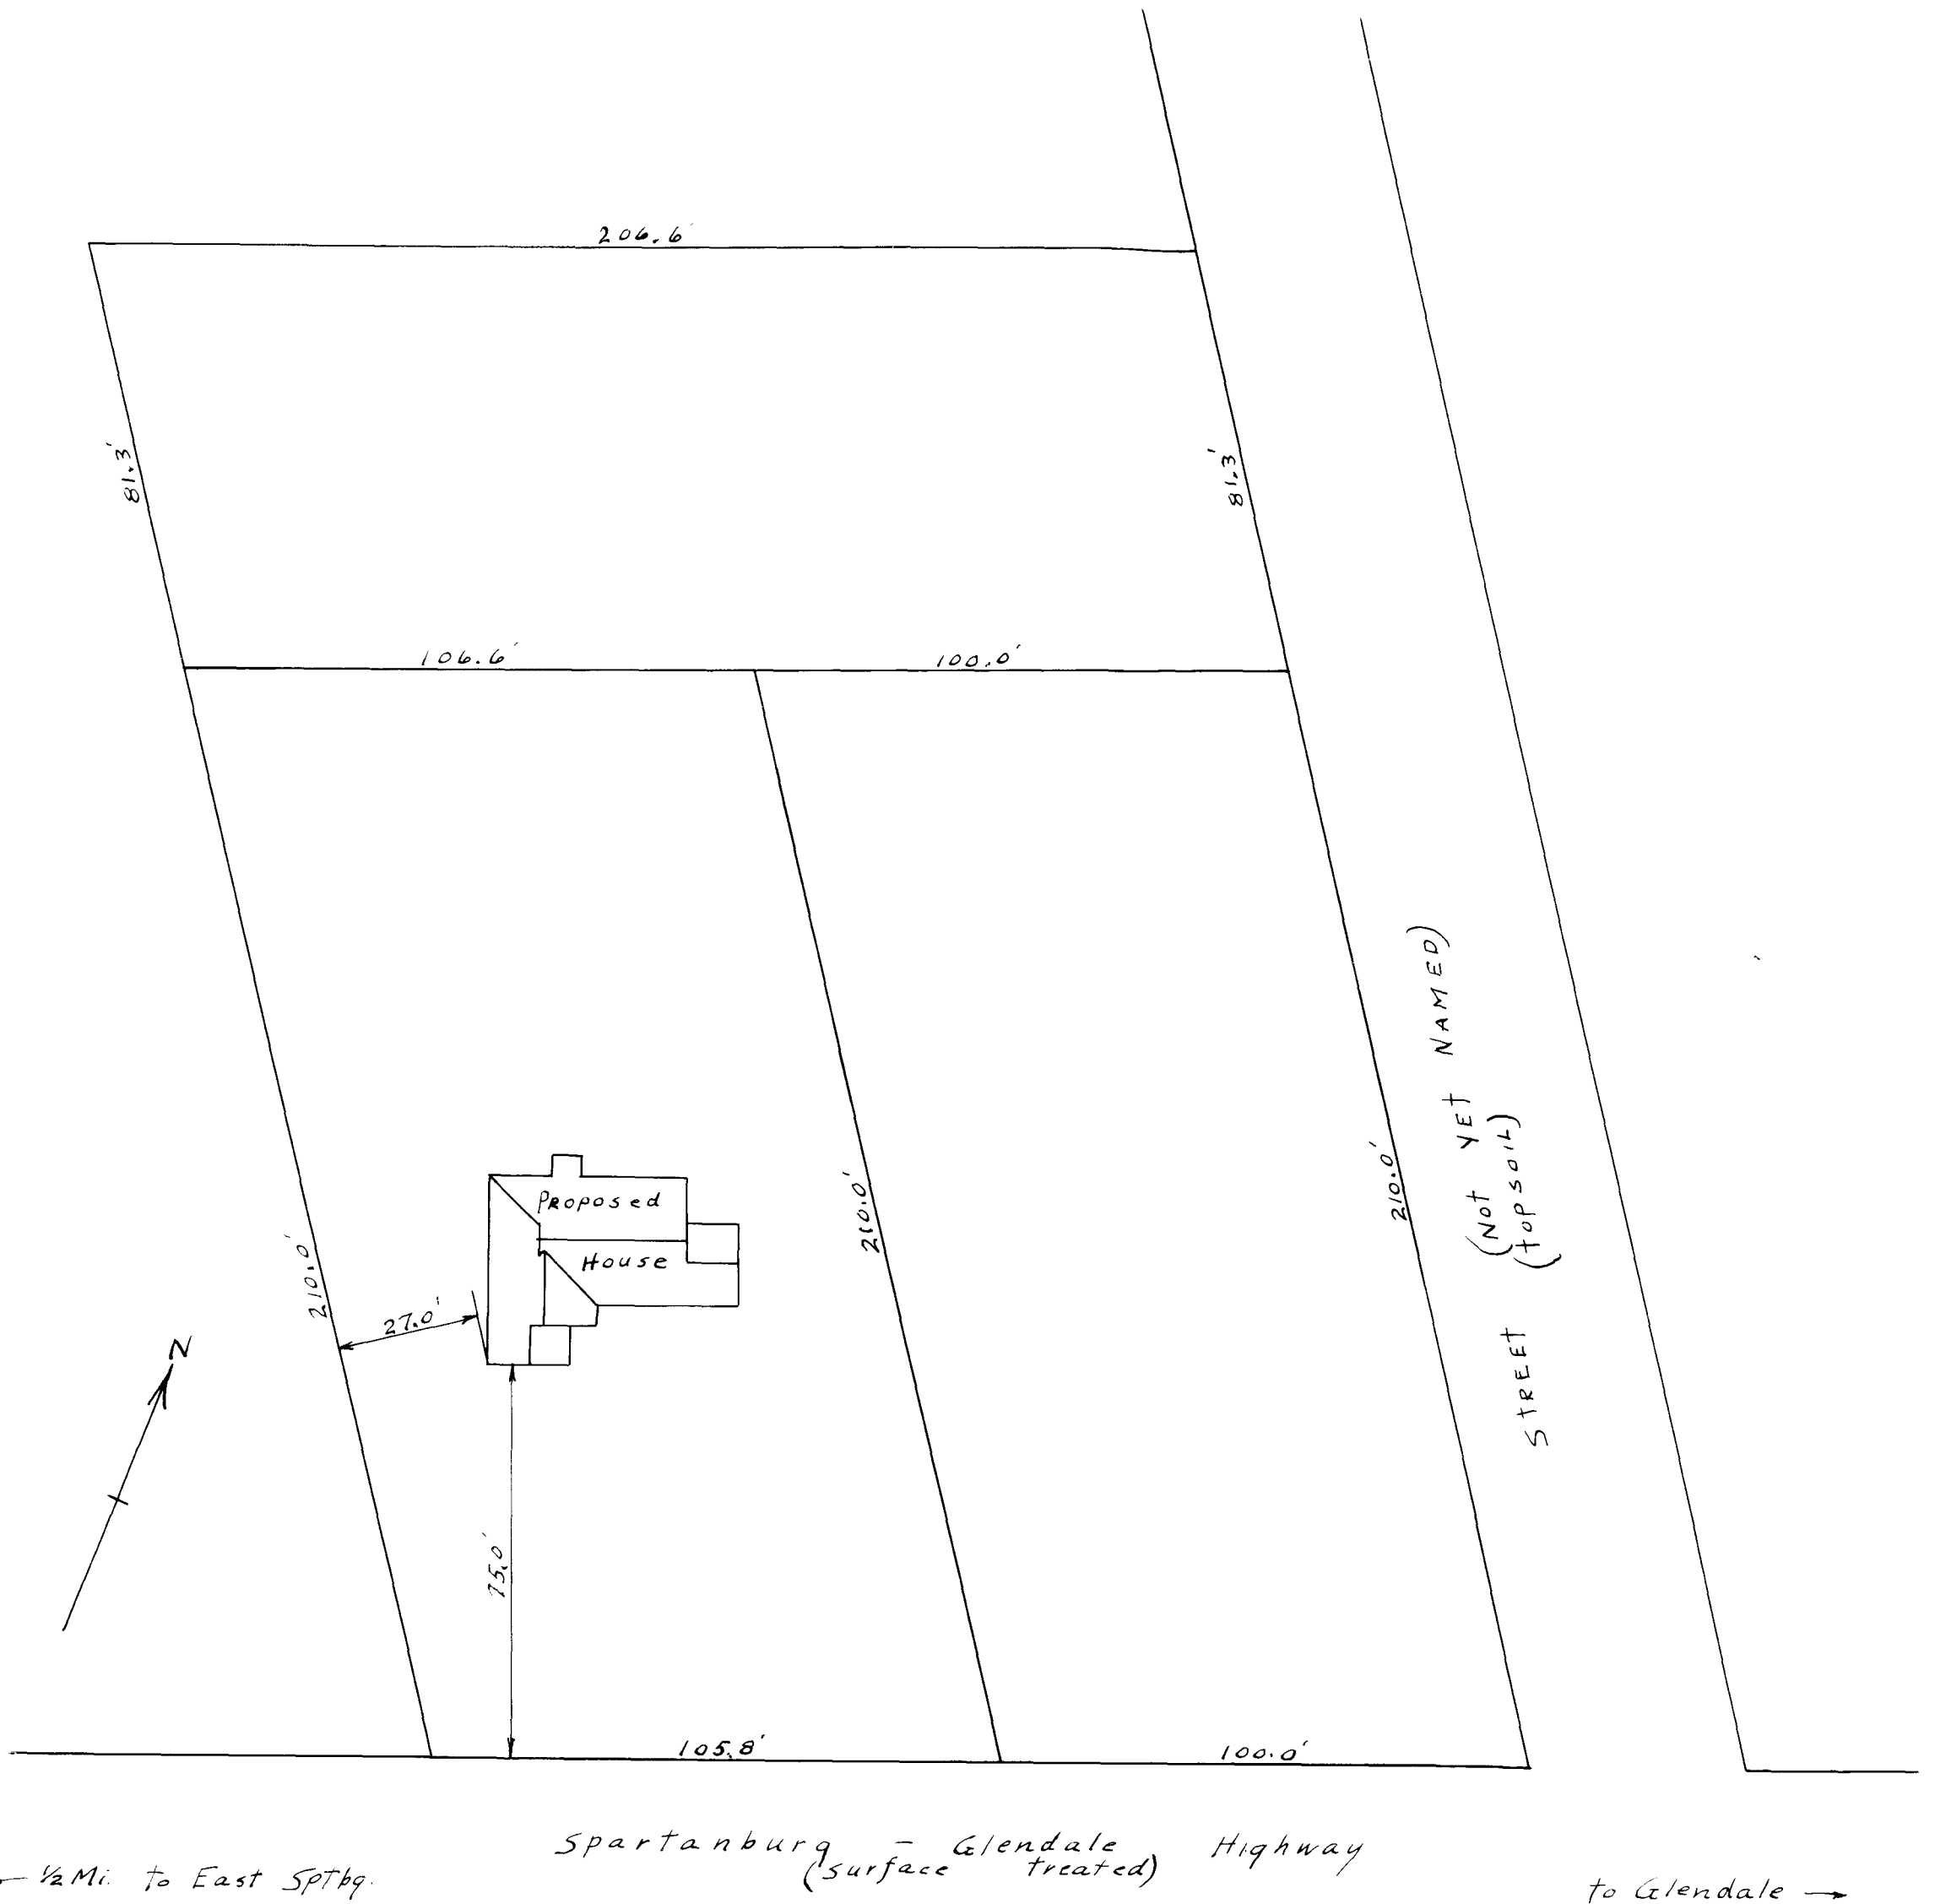 206.6'
81.3'
81.3'
106.6'
100.0'
Proposed
House
27.0'
210.0'
210.0'
210.0'
75.0'
N
STREET (NOT YET NAMED)
(TOPSOIL)
105.8'
100.0'
Spartanburg - Glendale Highway
(surface treated)
½ Mi. to East Sptbg.
to Glendale →